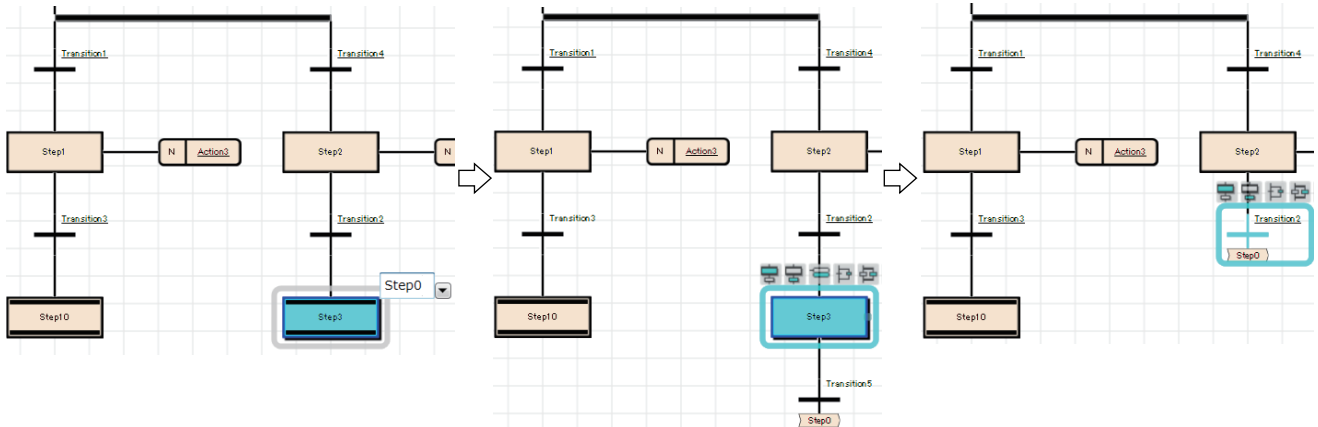 Transition1
Transition4
Step1
N
Action3
Step2
N
Transition3
Transition2
Step0
Step10
Step3
Transition1
Transition4
Step1
N
Action3
Step2
Transition3
Transition2
Step10
Step3
Transition5
Step0
Transition1
Transition4
Step1
N
Action3
Step2
Transition3
Transition2
Step0
Step10